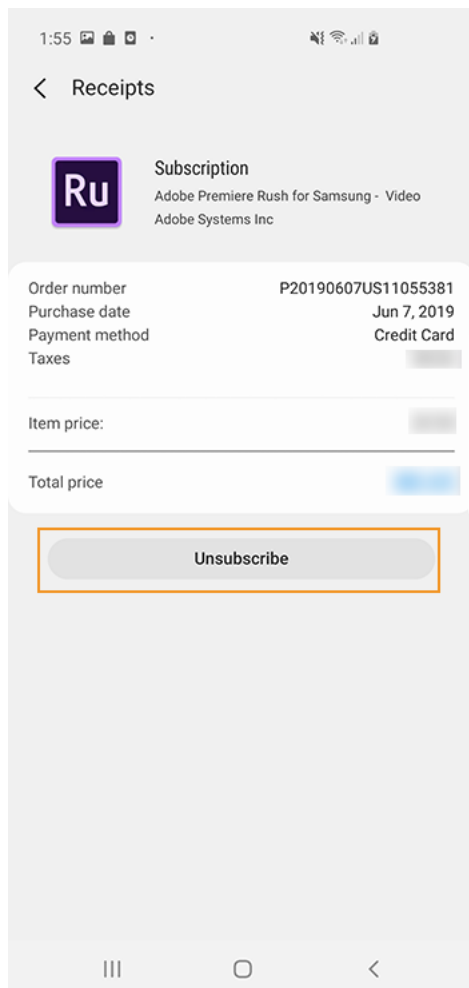 1:55
Receipts
Ru
Subscription
Adobe Premiere Rush for Samsung - Video
Adobe Systems Inc
Order number P20190607US11055381
Purchase date Jun 7, 2019
Payment method Credit Card
Taxes
Item price:
Total price
Unsubscribe